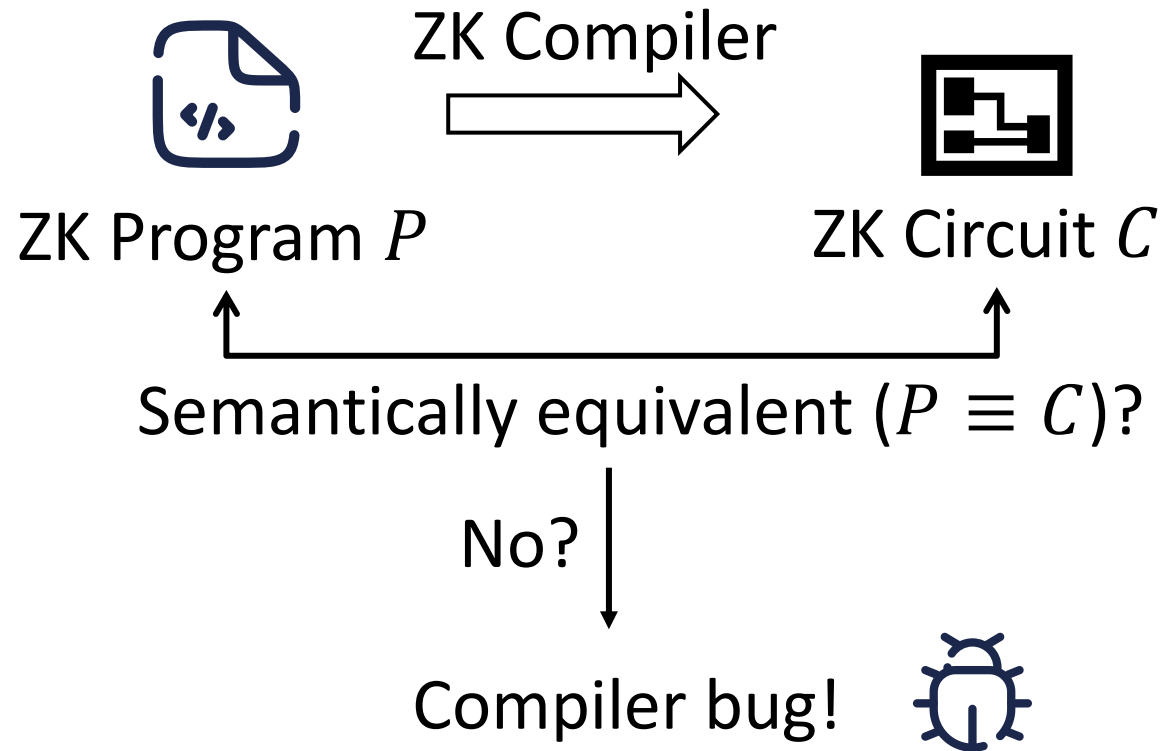 ZK Compiler
</>
ZK Program P
ZK Circuit C
Semantically equivalent (P ≡ C)?
No?
Compiler bug!